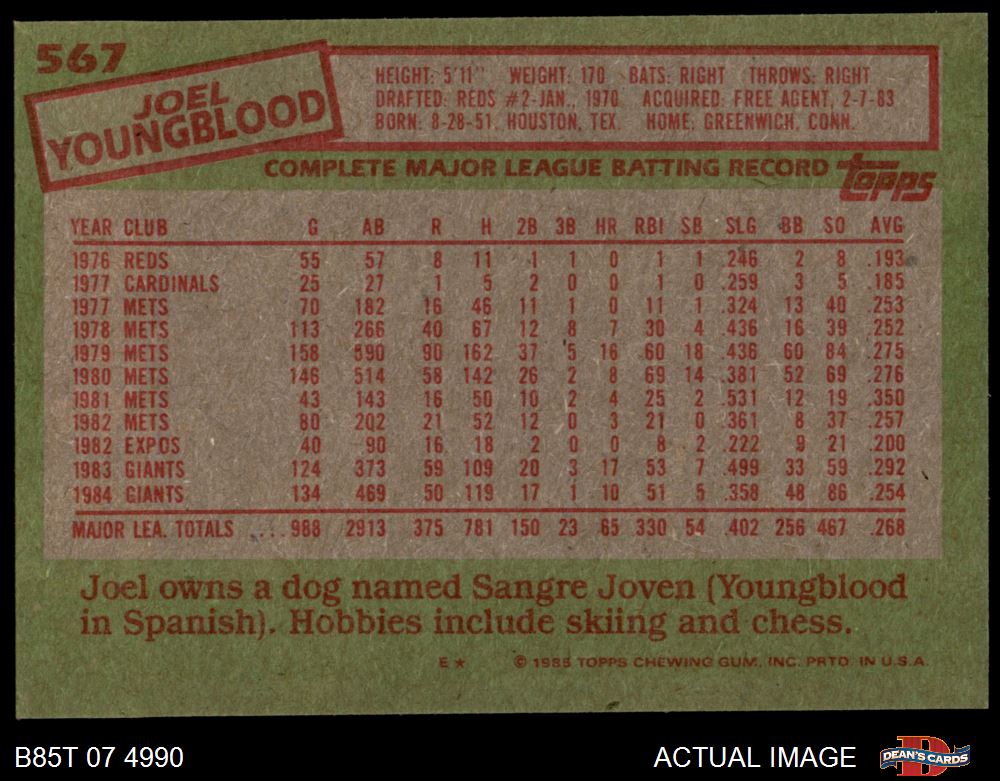 567
JOEL
YOUNGBLOOD
HEIGHT: 5'11" WEIGHT: 170 BATS: RIGHT THROWS: RIGHT
DRAFTED: REDS #2-JAN., 1970 ACQUIRED: FREE AGENT, 2-7-83
BORN: 8-28-51, HOUSTON, TEX. HOME: GREENWICH, CONN.
COMPLETE MAJOR LEAGUE BATTING RECORD topps
YEAR CLUB G AB R H 2B 3B HR RBI SB SLG BB SO AVG
1976 REDS 55 57 8 11 1 1 0 1 1 .246 2 8 .193
1977 CARDINALS 25 27 1 5 2 0 0 1 0 .259 3 5 .185
1977 METS 70 182 16 46 11 1 0 11 1 .324 13 40 .253
1978 METS 113 266 40 67 12 8 7 30 4 .436 16 39 .252
1979 METS 158 590 90 162 37 5 16 60 18 .436 60 84 .275
1980 METS 146 514 58 142 26 2 8 69 14 .381 52 69 .276
1981 METS 43 143 16 50 10 2 4 25 2 .531 12 19 .350
1982 METS 80 202 21 52 12 0 3 21 0 .361 8 37 .257
1982 EXPOS 40 90 16 18 2 0 0 8 2 .222 9 21 .200
1983 GIANTS 124 373 59 109 20 3 17 53 7 .499 33 59 .292
1984 GIANTS 134 469 50 119 17 1 10 51 5 .358 48 86 .254
MAJOR LEA. TOTALS .... 988 2913 375 781 150 23 65 330 54 .402 256 467 .268
Joel owns a dog named Sangre Joven (Youngblood
in Spanish). Hobbies include skiing and chess.
E ★ © 1985 TOPPS CHEWING GUM, INC. PRTD. IN U.S.A.
B85T 07 4990 ACTUAL IMAGE DEAN'S CARDS